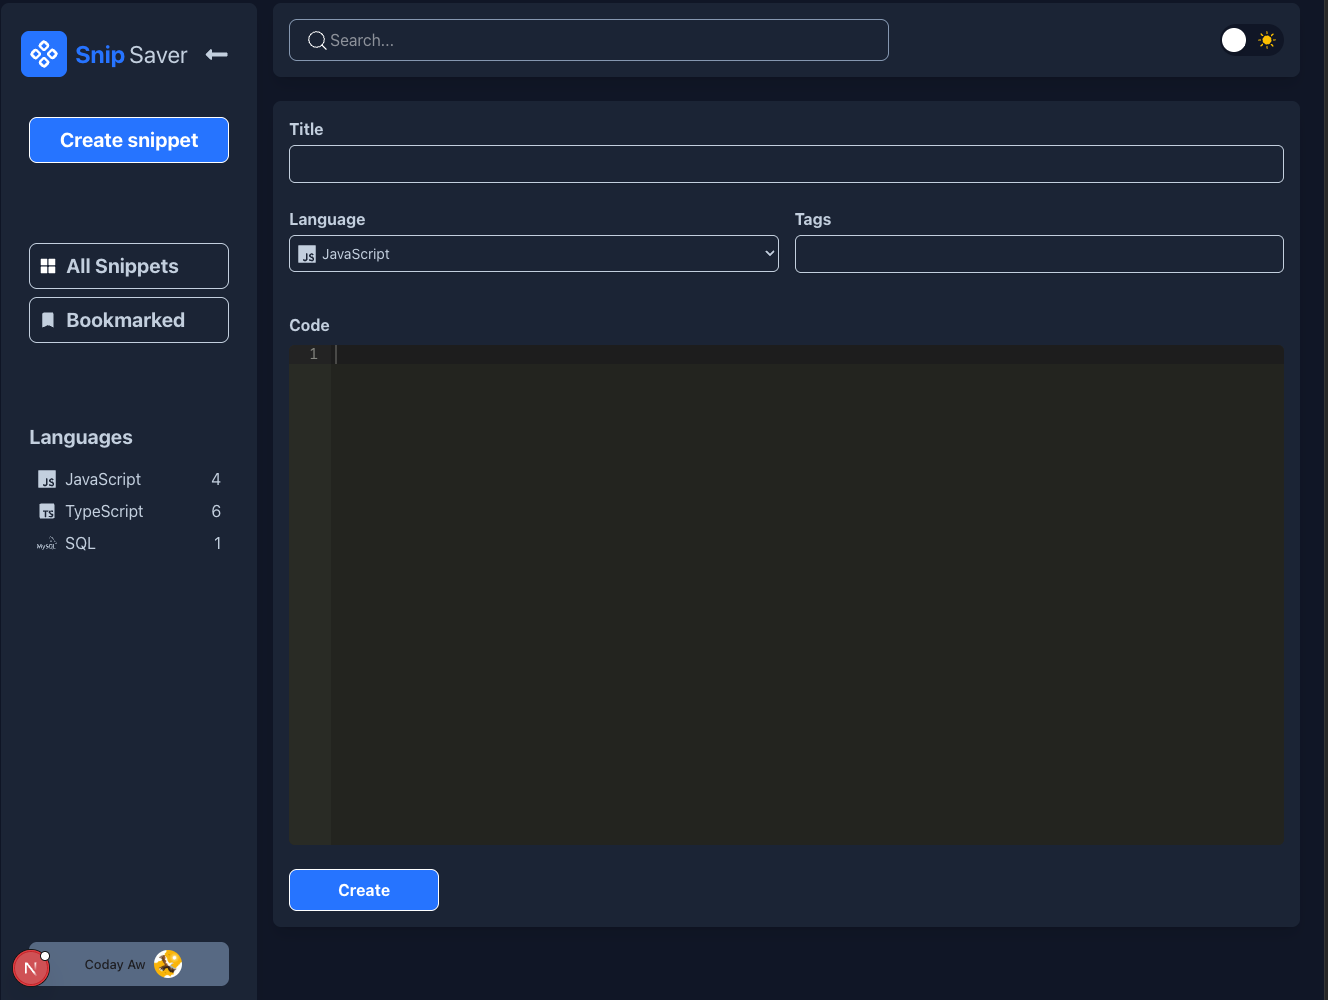 Snip Saver
Create snippet
All Snippets
Bookmarked
Languages
JS JavaScript 4
TS TypeScript 6
MySQL SQL 1
N Coday Aw
Search...
Title
Language
JS JavaScript
Tags
Code
1
Create